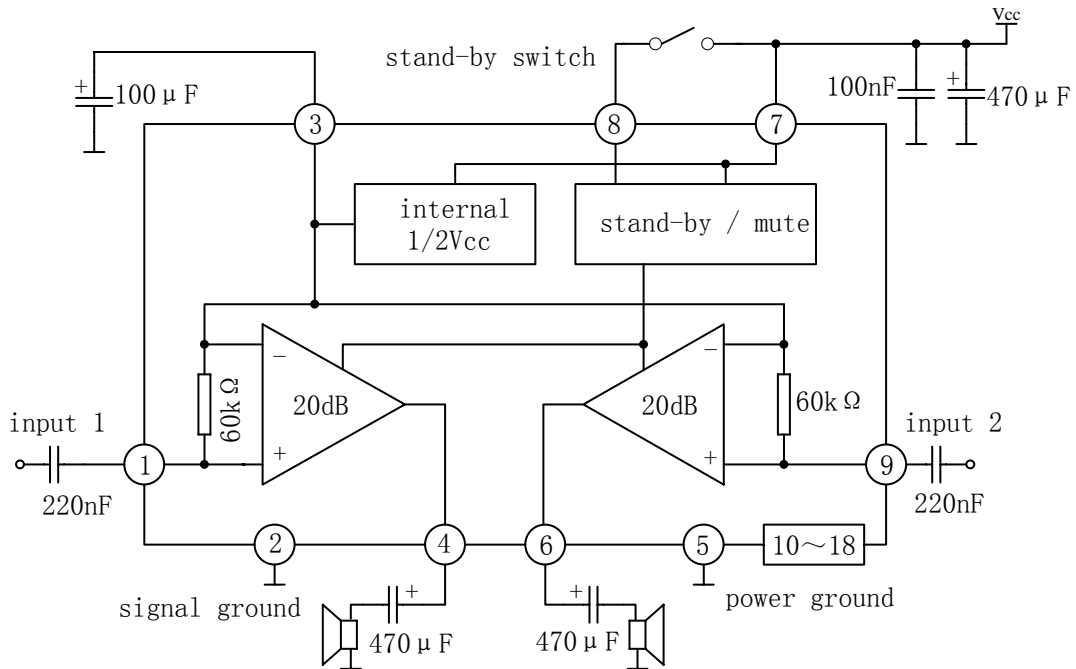 Vcc
stand-by switch
+
100μF
100nF
+
470μF
3
8
7
internal
1/2Vcc
stand-by / mute
−
−
20dB
20dB
60kΩ
60kΩ
input 1
input 2
+
+
1
9
220nF
220nF
2
4
6
5
10～18
signal ground
+
+
power ground
470μF
470μF